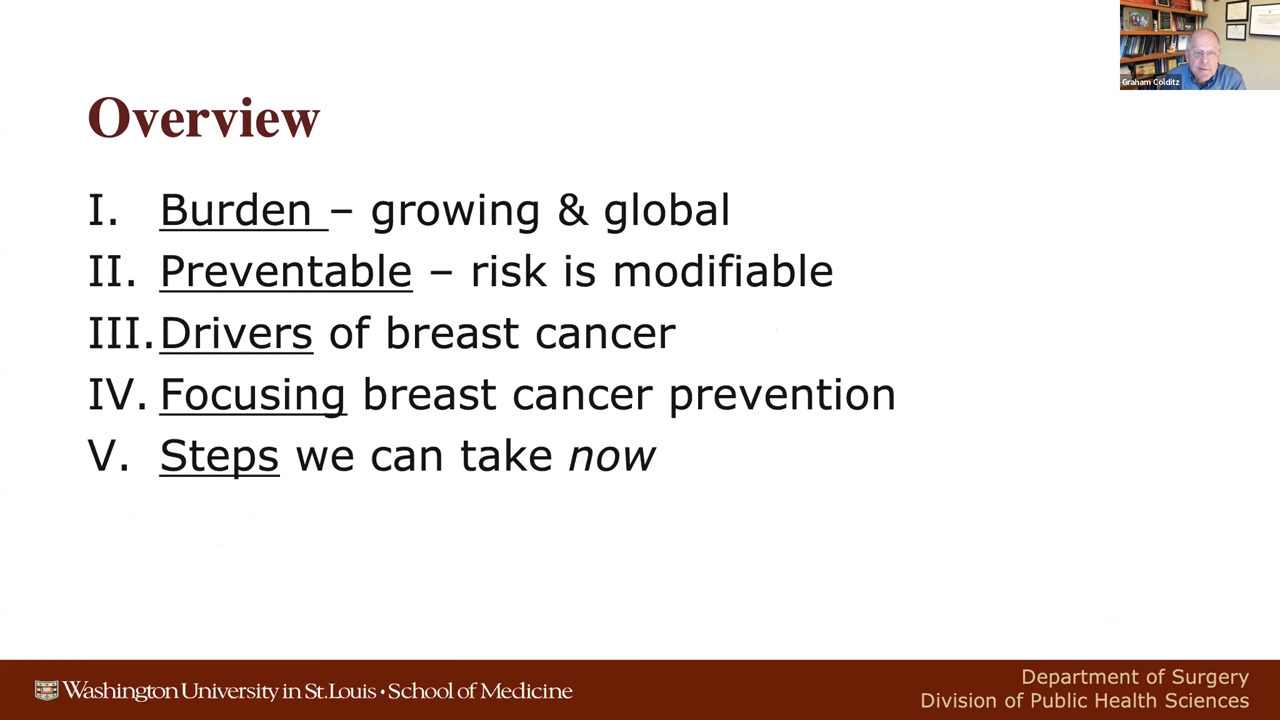 Graham Colditz
Overview
I. Burden – growing & global
II. Preventable – risk is modifiable
III. Drivers of breast cancer
IV. Focusing breast cancer prevention
V. Steps we can take now
Washington University in St. Louis • School of Medicine
Department of Surgery
Division of Public Health Sciences